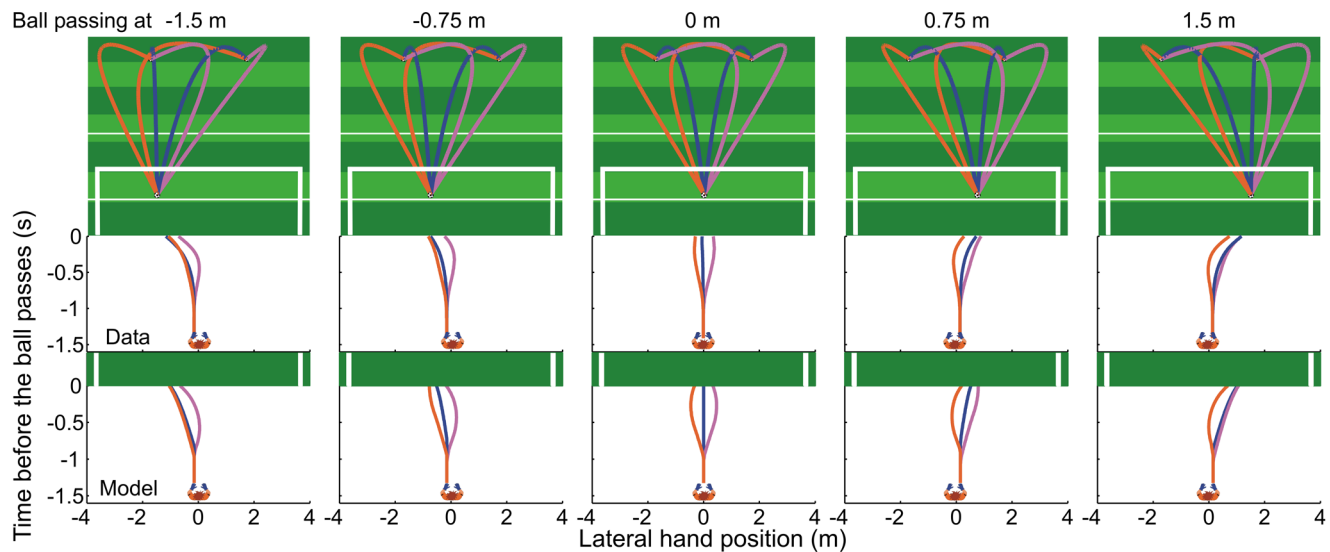 Ball passing at -1.5 m -0.75 m 0 m 0.75 m 1.5 m
Time before the ball passes (s)
0
-0.5
-1
-1.5
Data
0
-0.5
-1
-1.5
Model
-4 -2 0 2 4 -4 -2 0 2 4 -4 -2 0 2 4 -4 -2 0 2 4 -4 -2 0 2 4
Lateral hand position (m)